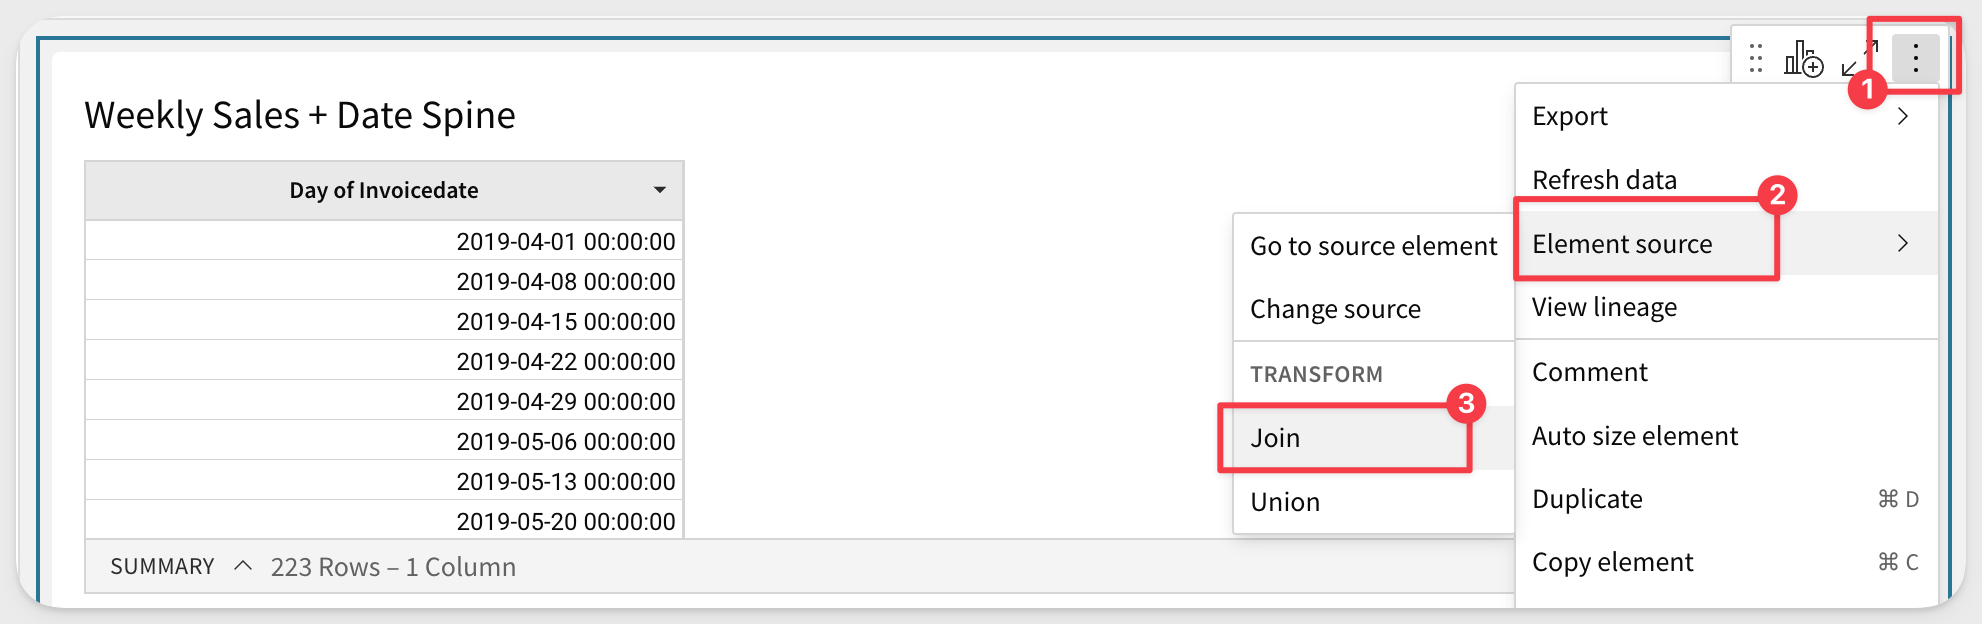 Weekly Sales + Date Spine
Day of Invoicedate
2019-04-01 00:00:00
2019-04-08 00:00:00
2019-04-15 00:00:00
2019-04-22 00:00:00
2019-04-29 00:00:00
2019-05-06 00:00:00
2019-05-13 00:00:00
2019-05-20 00:00:00
SUMMARY 223 Rows – 1 Column
1
Export
Refresh data
2
Element source
View lineage
Comment
Auto size element
Duplicate ⌘ D
Copy element ⌘ C
Go to source element
Change source
TRANSFORM
3
Join
Union